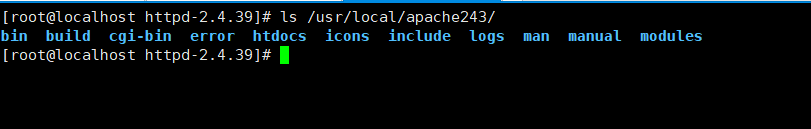 [root@localhost httpd-2.4.39]# ls /usr/local/apache243/
bin  build  cgi-bin  error  htdocs  icons  include  logs  man  manual  modules
[root@localhost httpd-2.4.39]#